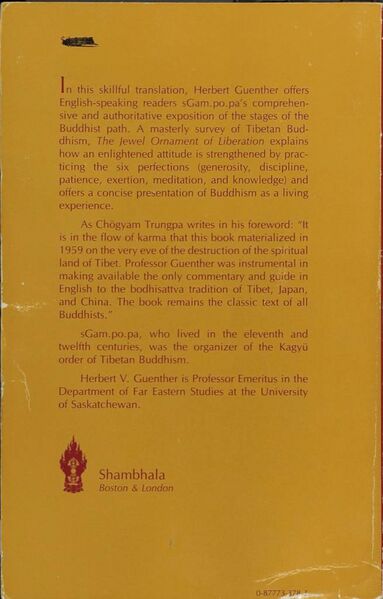 In this skillful translation, Herbert Guenther offers
English-speaking readers sGam.po.pa's comprehen-
sive and authoritative exposition of the stages of the
Buddhist path. A masterly survey of Tibetan Bud-
dhism, The Jewel Ornament of Liberation explains
how an enlightened attitude is strengthened by prac-
ticing the six perfections (generosity, discipline,
patience, exertion, meditation, and knowledge) and
offers a concise presentation of Buddhism as a living
experience.
As Chögyam Trungpa writes in his foreword: "It
is in the flow of karma that this book materialized in
1959 on the very eve of the destruction of the spiritual
land of Tibet. Professor Guenther was instrumental in
making available the only commentary and guide in
English to the bodhisattva tradition of Tibet, Japan,
and China. The book remains the classic text of all
Buddhists."
sGam.po.pa, who lived in the eleventh and
twelfth centuries, was the organizer of the Kagyü
order of Tibetan Buddhism.
Herbert V. Guenther is Professor Emeritus in the
Department of Far Eastern Studies at the University
of Saskatchewan.
Shambhala
Boston & London
0-87773-378-